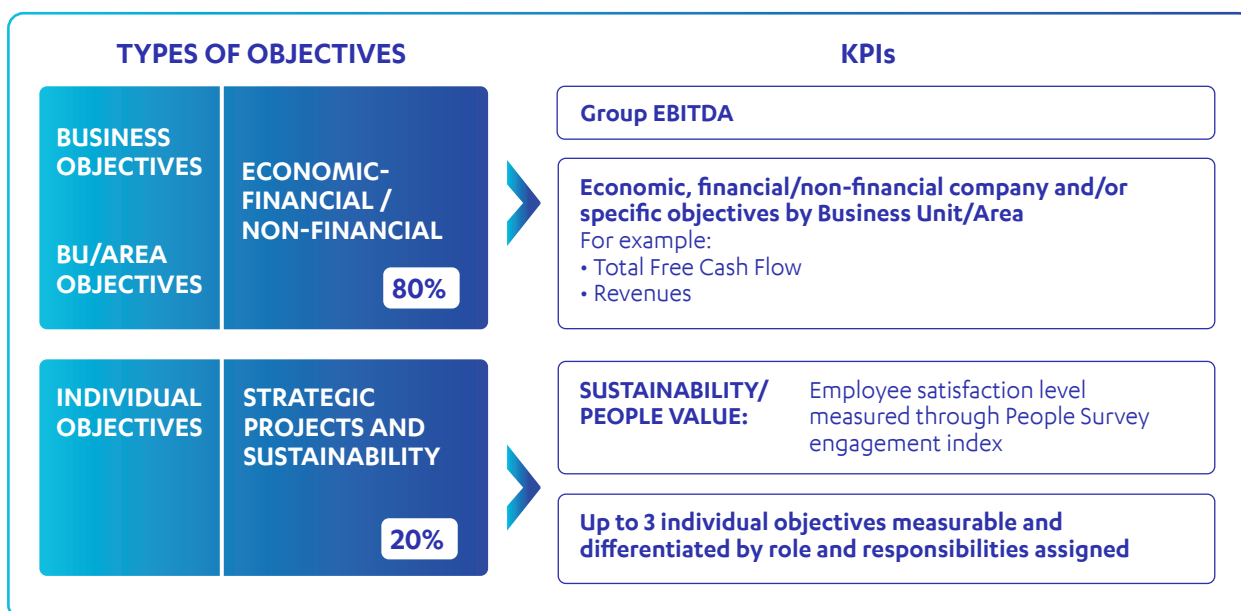 TYPES OF OBJECTIVES
KPIs
BUSINESS
OBJECTIVES
BU/AREA
OBJECTIVES
ECONOMIC-
FINANCIAL /
NON-FINANCIAL
80%
Group EBITDA
Economic, financial/non-financial company and/or
specific objectives by Business Unit/Area
For example:
• Total Free Cash Flow
• Revenues
INDIVIDUAL
OBJECTIVES
STRATEGIC
PROJECTS AND
SUSTAINABILITY
20%
SUSTAINABILITY/
PEOPLE VALUE:
Employee satisfaction level
measured through People Survey
engagement index
Up to 3 individual objectives measurable and
differentiated by role and responsibilities assigned